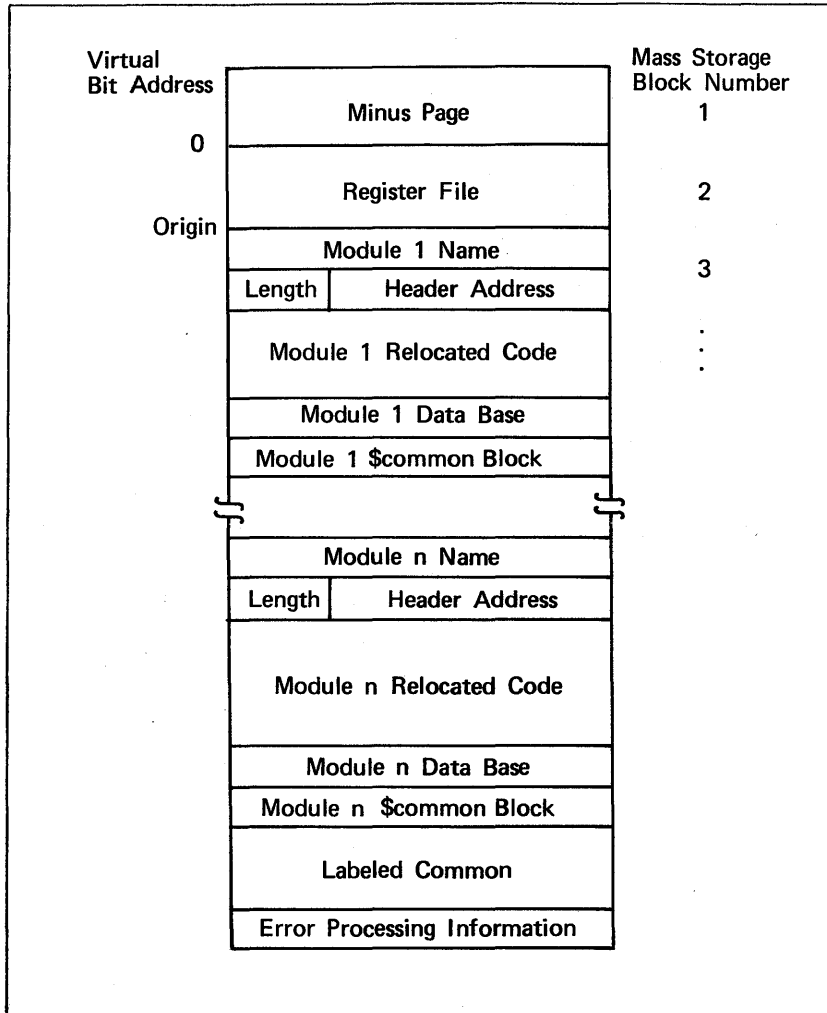 Virtual
Bit Address
Mass Storage
Block Number
Minus Page
1
0
Register File
2
Origin
Module 1 Name
3
Length
Header Address
.
.
.
Module 1 Relocated Code
Module 1 Data Base
Module 1 $common Block
Module n Name
Length
Header Address
Module n Relocated Code
Module n Data Base
Module n $common Block
Labeled Common
Error Processing Information